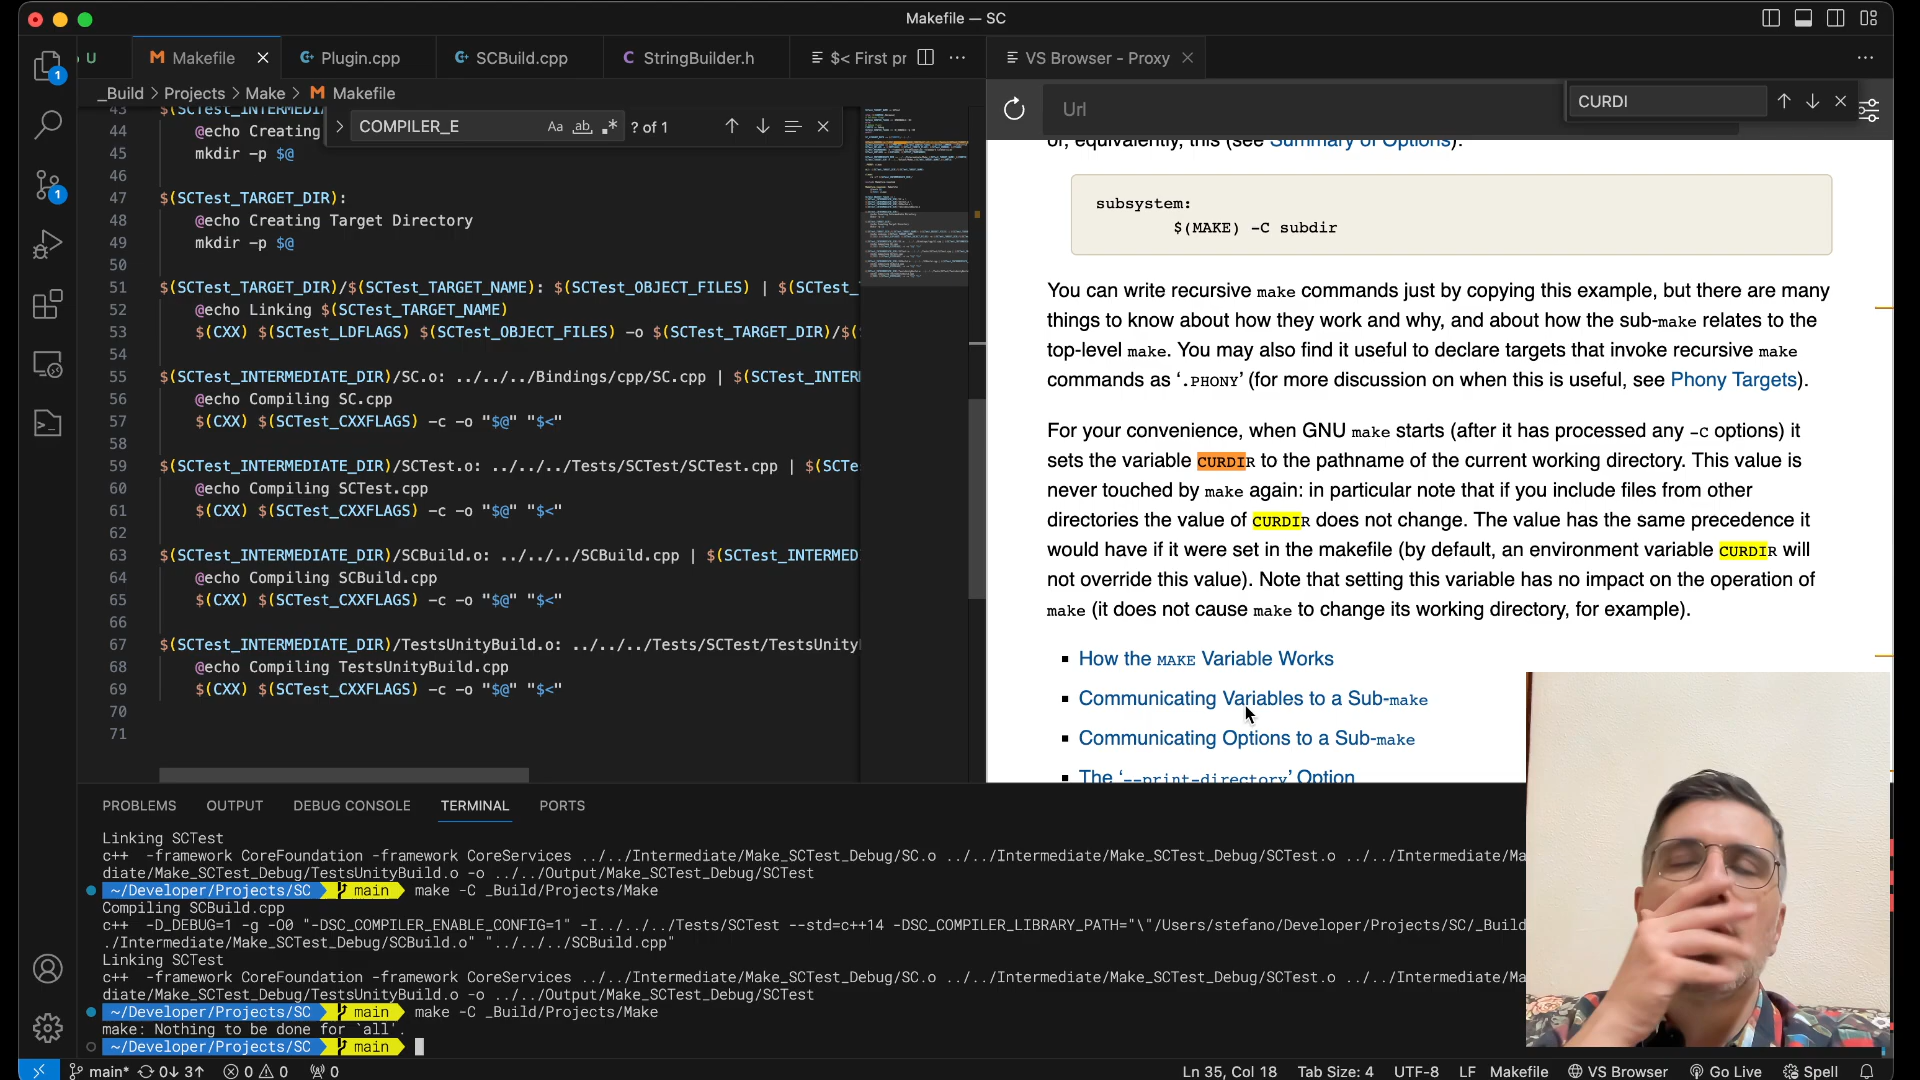 Makefile — SC
U
Makefile
Plugin.cpp
SCBuild.cpp
C StringBuilder.h
$< First pr
VS Browser - Proxy
_Build > Projects > Make > Makefile
COMPILER_E
Aa ab .* ? of 1
Url
CURDI
43 $(SCTest_INTERMEDI
44 @echo Creating
45 mkdir -p $@
46
47 $(SCTest_TARGET_DIR):
48 @echo Creating Target Directory
49 mkdir -p $@
50
51 $(SCTest_TARGET_DIR)/$(SCTest_TARGET_NAME): $(SCTest_OBJECT_FILES) | $(SCTest_
52 @echo Linking $(SCTest_TARGET_NAME)
53 $(CXX) $(SCTest_LDFLAGS) $(SCTest_OBJECT_FILES) -o $(SCTest_TARGET_DIR)/$(
54
55 $(SCTest_INTERMEDIATE_DIR)/SC.o: ../../../Bindings/cpp/SC.cpp | $(SCTest_INTER
56 @echo Compiling SC.cpp
57 $(CXX) $(SCTest_CXXFLAGS) -c -o "$@" "$<"
58
59 $(SCTest_INTERMEDIATE_DIR)/SCTest.o: ../../../Tests/SCTest/SCTest.cpp | $(SCTe
60 @echo Compiling SCTest.cpp
61 $(CXX) $(SCTest_CXXFLAGS) -c -o "$@" "$<"
62
63 $(SCTest_INTERMEDIATE_DIR)/SCBuild.o: ../../../SCBuild.cpp | $(SCTest_INTERMED
64 @echo Compiling SCBuild.cpp
65 $(CXX) $(SCTest_CXXFLAGS) -c -o "$@" "$<"
66
67 $(SCTest_INTERMEDIATE_DIR)/TestsUnityBuild.o: ../../../Tests/SCTest/TestsUnity
68 @echo Compiling TestsUnityBuild.cpp
69 $(CXX) $(SCTest_CXXFLAGS) -c -o "$@" "$<"
70
71
or, equivalently, this (see Summary of Options):
subsystem:
$(MAKE) -C subdir
You can write recursive make commands just by copying this example, but there are many
things to know about how they work and why, and about how the sub-make relates to the
top-level make. You may also find it useful to declare targets that invoke recursive make
commands as ‘.PHONY’ (for more discussion on when this is useful, see Phony Targets).
For your convenience, when GNU make starts (after it has processed any -C options) it
sets the variable CURDIR to the pathname of the current working directory. This value is
never touched by make again: in particular note that if you include files from other
directories the value of CURDIR does not change. The value has the same precedence it
would have if it were set in the makefile (by default, an environment variable CURDIR will
not override this value). Note that setting this variable has no impact on the operation of
make (it does not cause make to change its working directory, for example).
How the MAKE Variable Works
Communicating Variables to a Sub-make
Communicating Options to a Sub-make
The ‘--print-directory’ Option
PROBLEMS OUTPUT DEBUG CONSOLE TERMINAL PORTS
Linking SCTest
c++ -framework CoreFoundation -framework CoreServices ../../Intermediate/Make_SCTest_Debug/SC.o ../../Intermediate/Make_SCTest_Debug/SCTest.o ../../Intermediate/Ma
diate/Make_SCTest_Debug/TestsUnityBuild.o -o ../../Output/Make_SCTest_Debug/SCTest
~/Developer/Projects/SC main make -C _Build/Projects/Make
Compiling SCBuild.cpp
c++ -D_DEBUG=1 -g -O0 "-DSC_COMPILER_ENABLE_CONFIG=1" -I../../../Tests/SCTest --std=c++14 -DSC_COMPILER_LIBRARY_PATH="\"/Users/stefano/Developer/Projects/SC/_Build
./Intermediate/Make_SCTest_Debug/SCBuild.o" "../../../SCBuild.cpp"
Linking SCTest
c++ -framework CoreFoundation -framework CoreServices ../../Intermediate/Make_SCTest_Debug/SC.o ../../Intermediate/Make_SCTest_Debug/SCTest.o ../../Intermediate/Ma
diate/Make_SCTest_Debug/TestsUnityBuild.o -o ../../Output/Make_SCTest_Debug/SCTest
~/Developer/Projects/SC main make -C _Build/Projects/Make
make: Nothing to be done for `all'.
~/Developer/Projects/SC main
main* 0↓ 3↑ 0 0 0 Ln 35, Col 18 Tab Size: 4 UTF-8 LF Makefile VS Browser Go Live Spell